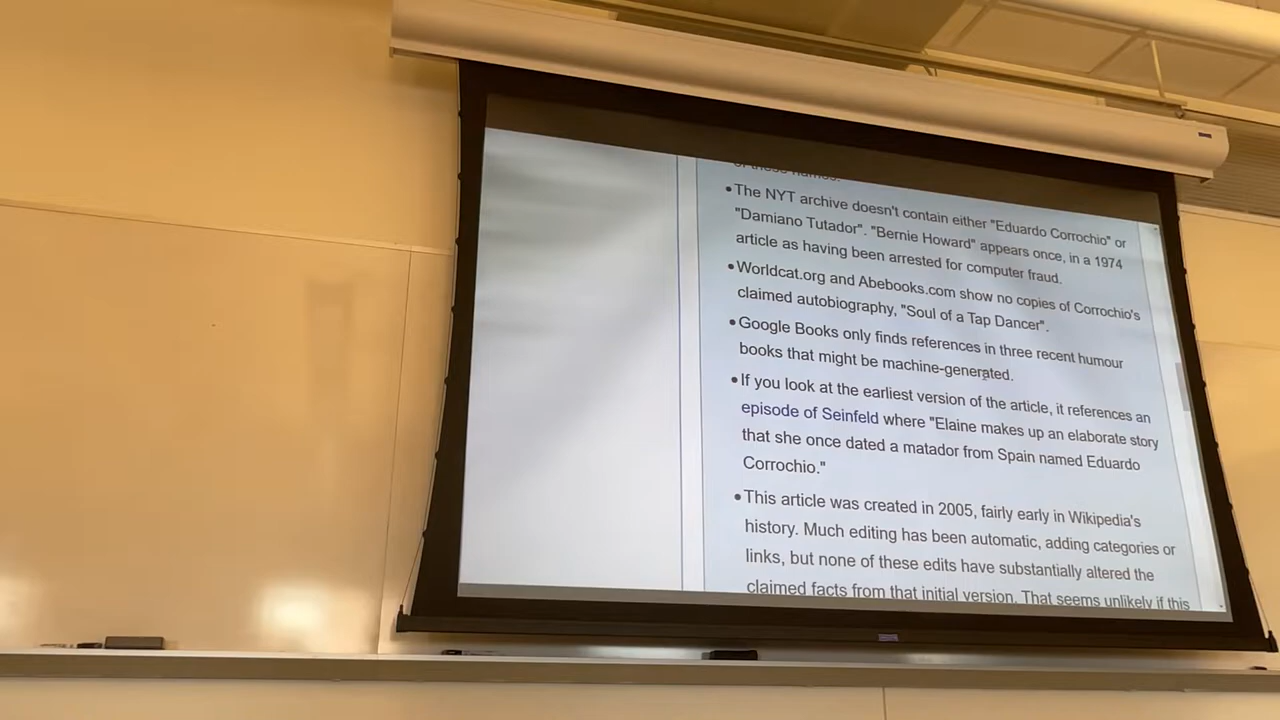 of these names.
•The NYT archive doesn't contain either "Eduardo Corrochio" or
"Damiano Tutador". "Bernie Howard" appears once, in a 1974
article as having been arrested for computer fraud.
•Worldcat.org and Abebooks.com show no copies of Corrochio's
claimed autobiography, "Soul of a Tap Dancer".
•Google Books only finds references in three recent humour
books that might be machine-generated.
•If you look at the earliest version of the article, it references an
episode of Seinfeld where "Elaine makes up an elaborate story
that she once dated a matador from Spain named Eduardo
Corrochio."
•This article was created in 2005, fairly early in Wikipedia's
history. Much editing has been automatic, adding categories or
links, but none of these edits have substantially altered the
claimed facts from that initial version. That seems unlikely if this